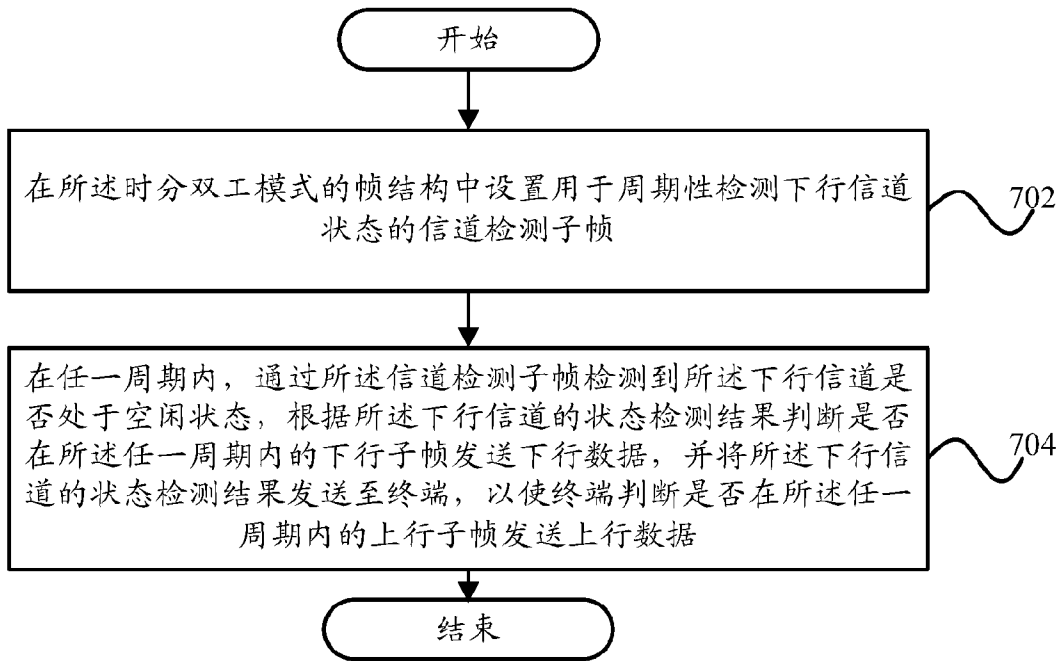 开始
在所述时分双工模式的帧结构中设置用于周期性检测下行信道
状态的信道检测子帧
702
在任一周期内，通过所述信道检测子帧检测到所述下行信道是
否处于空闲状态，根据所述下行信道的状态检测结果判断是否
在所述任一周期内的下行子帧发送下行数据，并将所述下行信
道的状态检测结果发送至终端，以使终端判断是否在所述任一
周期内的上行子帧发送上行数据
704
结束